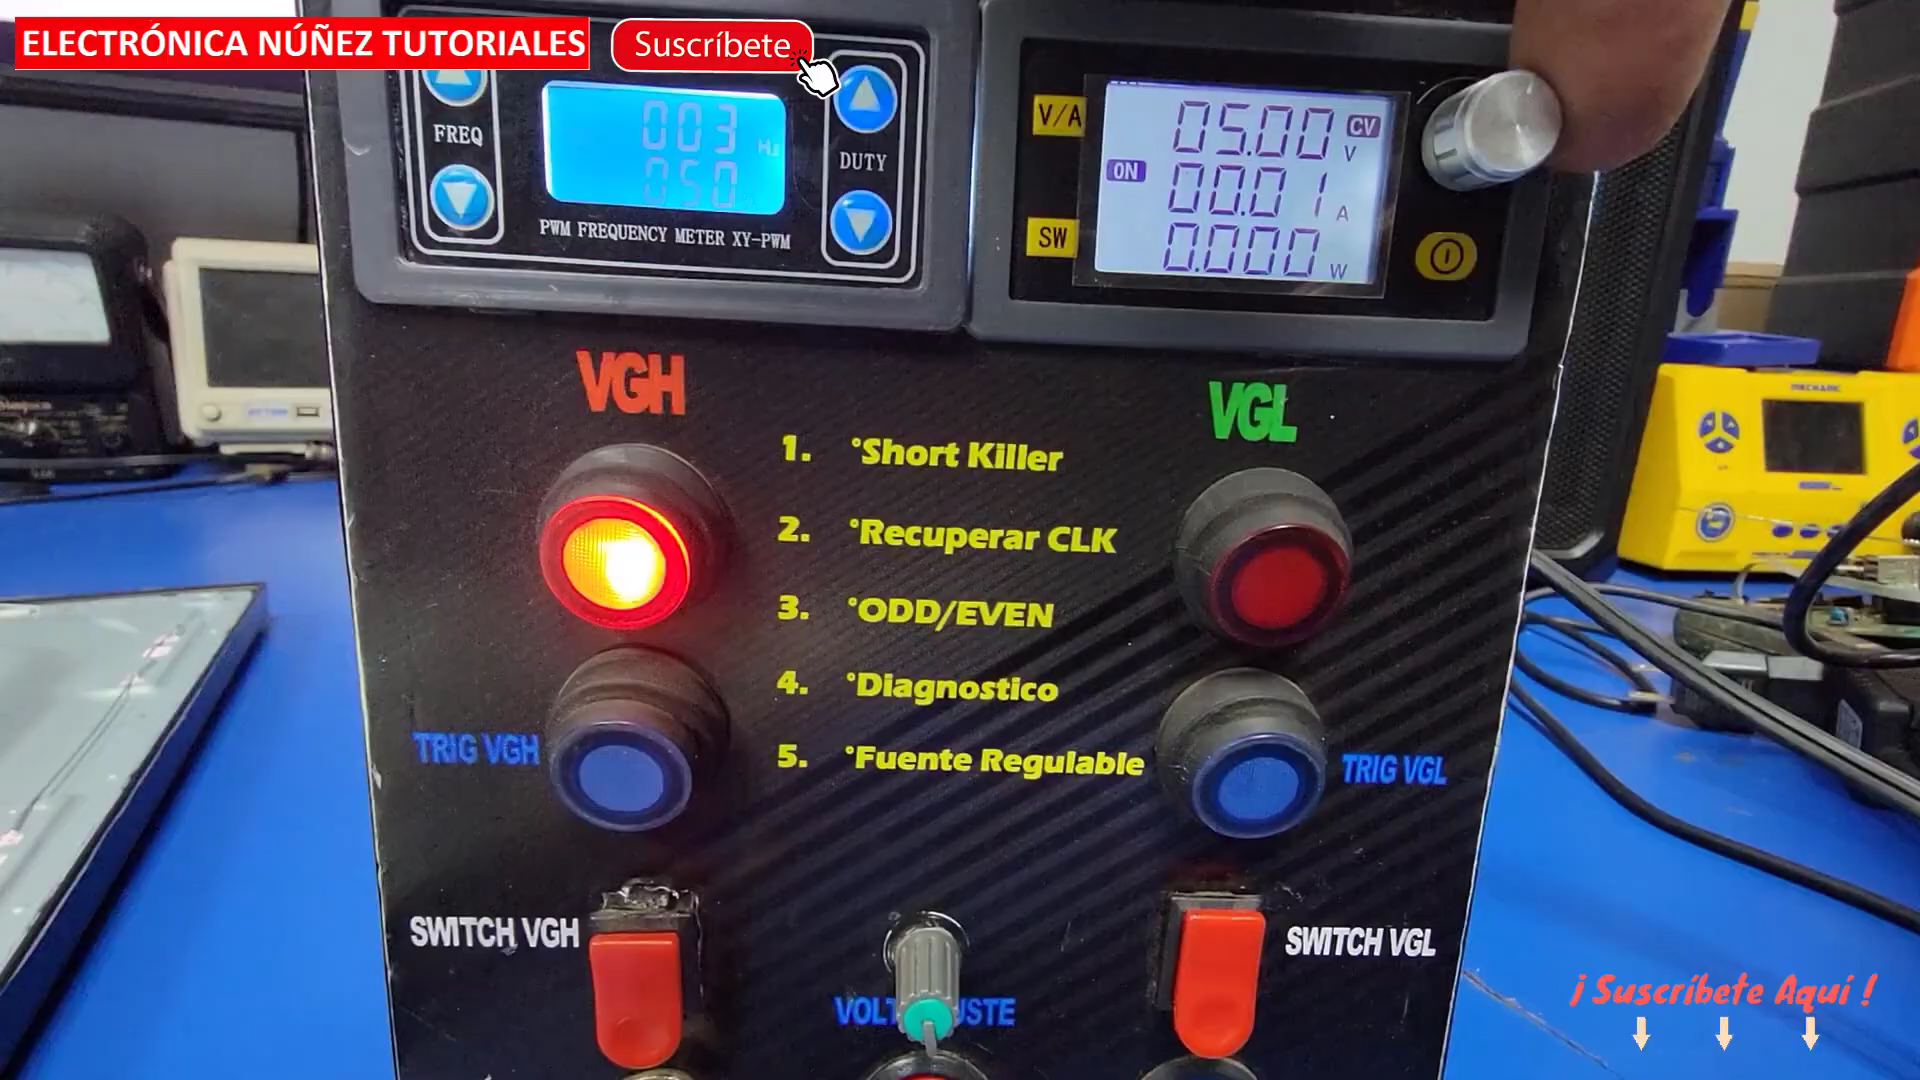 ELECTRÓNICA NÚÑEZ TUTORIALES
Suscríbete
FREQ
003 Hz
050
DUTY
PWM FREQUENCY METER XY-PWM
V/A
SW
ON
05.00 V
CV
00.01 A
0.000 W
VGH
VGL
1. °Short Killer
2. °Recuperar CLK
3. °ODD/EVEN
4. °Diagnostico
5. °Fuente Regulable
TRIG VGH
TRIG VGL
SWITCH VGH
SWITCH VGL
MECHANIC
¡ Suscríbete Aquí !